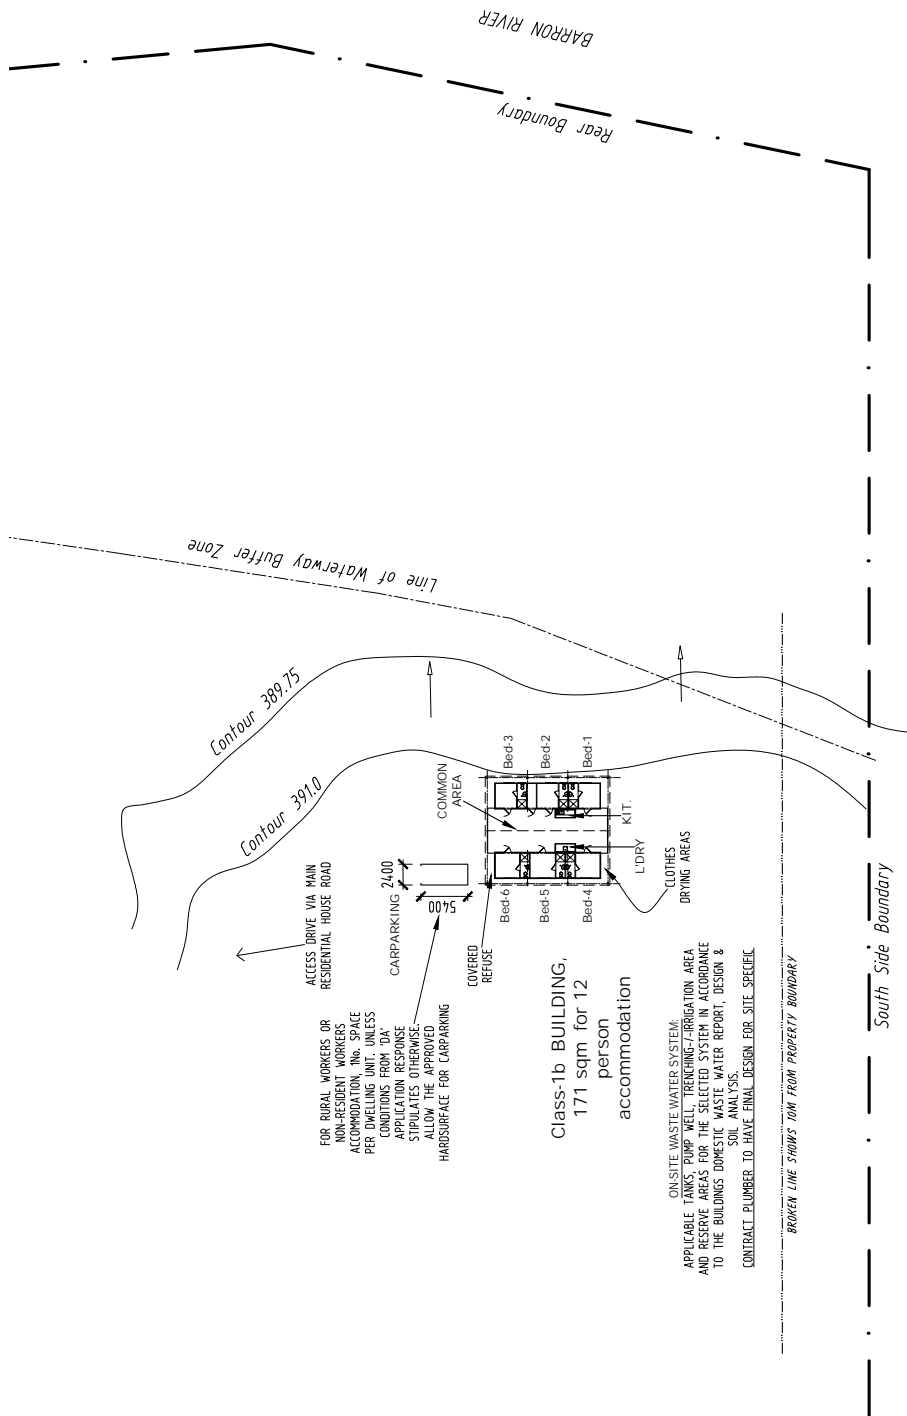 BARRON RIVER
Rear Boundary
Line of Waterway Buffer Zone
Contour 389.75
Contour 391.0
ACCESS DRIVE VIA MAIN
RESIDENTIAL HOUSE ROAD
CARPARKING
2400
5400
COMMON
AREA
Bed-3
Bed-2
Bed-1
KIT.
L'DRY
CLOTHES
DRYING AREAS
Bed-6
Bed-5
Bed-4
COVERED
REFUSE
FOR RURAL WORKERS OR
NON-RESIDENT WORKERS
ACCOMMODATION, 1No. SPACE
PER DWELLING UNIT. UNLESS
CONDITIONS FROM 'DA'
APPLICATION RESPONSE
STIPULATES OTHERWISE.
ALLOW THE APPROVED
HARDSURFACE FOR CARPARKING
Class-1b BUILDING,
171 sqm for 12
person
accommodation
ON-SITE WASTE WATER SYSTEM:
APPLICABLE TANKS, PUMP WELL, TRENCHING-/-IRRIGATION AREA
AND RESERVE AREAS FOR THE SELECTED SYSTEM IN ACCORDANCE
TO THE BUILDINGS DOMESTIC WASTE WATER REPORT, DESIGN &
SOIL ANALYSIS.
CONTRACT PLUMBER TO HAVE FINAL DESIGN FOR SITE SPECIFIC
BROKEN LINE SHOWS 10M FROM PROPERTY BOUNDARY
South Side Boundary